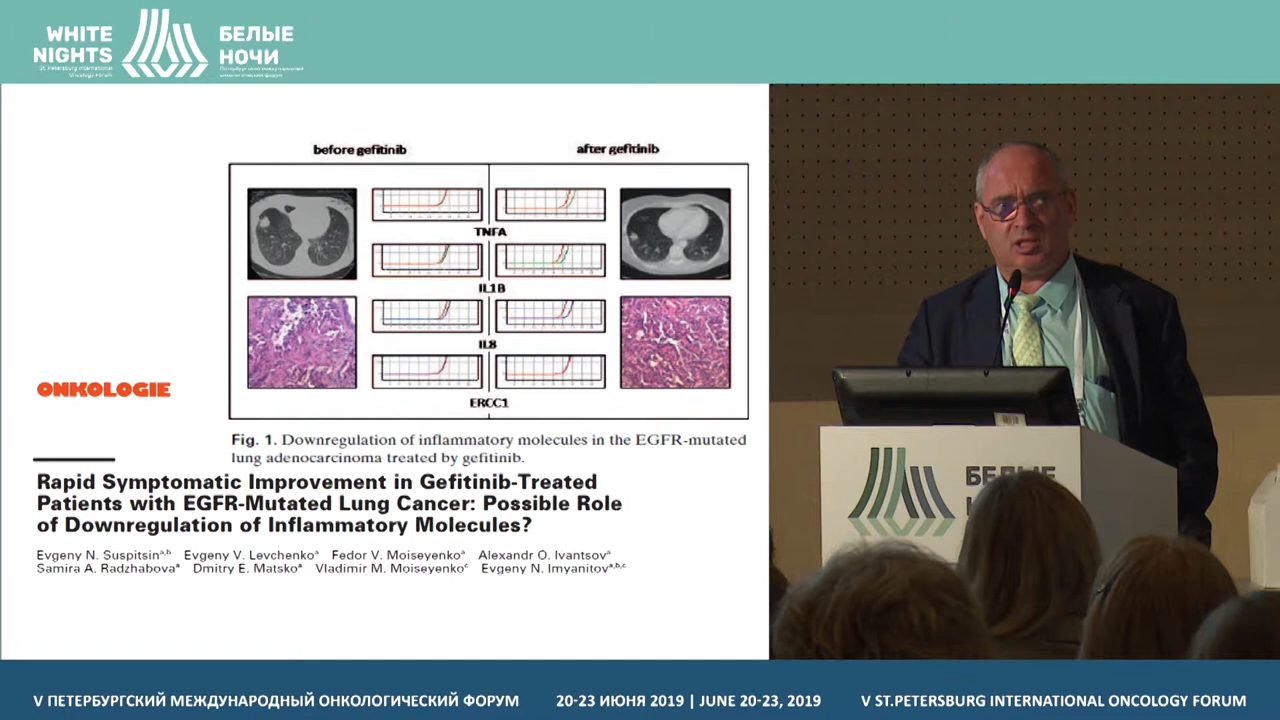 WHITE
NIGHTS
St. Petersburg International
Oncology Forum
БЕЛЫЕ
НОЧИ
Петербургский международный
онкологический форум
before gefitinib
after gefitinib
TNFA
IL1B
IL8
ERCC1
ONKOLOGIE
Fig. 1. Downregulation of inflammatory molecules in the EGFR-mutated
lung adenocarcinoma treated by gefitinib.
Rapid Symptomatic Improvement in Gefitinib-Treated
Patients with EGFR-Mutated Lung Cancer: Possible Role
of Downregulation of Inflammatory Molecules?
Evgeny N. Suspitsin a,b Evgeny V. Levchenko a Fedor V. Moiseyenko a Alexandr O. Ivantsov a
Samira A. Radzhabova a Dmitry E. Matsko a Vladimir M. Moiseyenko c Evgeny N. Imyanitov a,b,c
БЕЛЫЕ
V ПЕТЕРБУРГСКИЙ МЕЖДУНАРОДНЫЙ ОНКОЛОГИЧЕСКИЙ ФОРУМ
20-23 ИЮНЯ 2019 | JUNE 20-23, 2019
V ST.PETERSBURG INTERNATIONAL ONCOLOGY FORUM